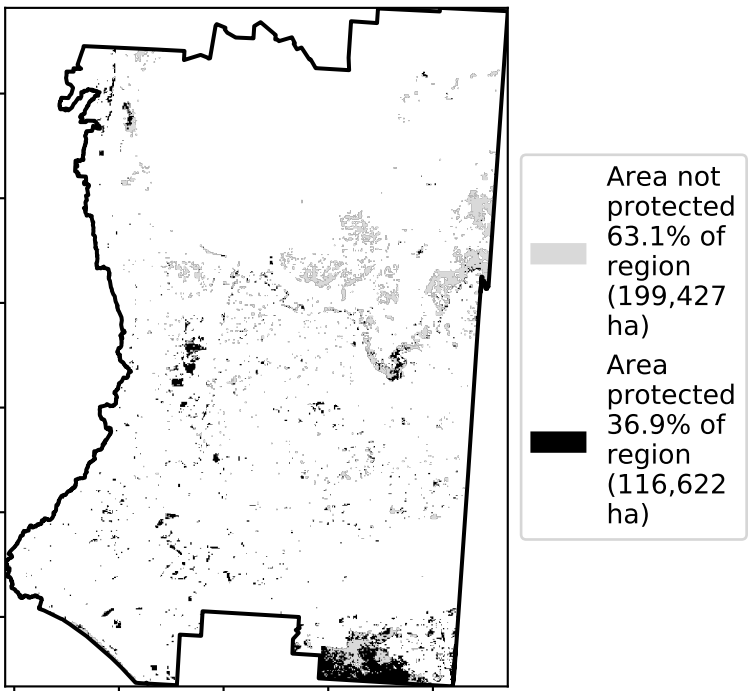 Area not
protected
63.1% of
region
(199,427
ha)
Area
protected
36.9% of
region
(116,622
ha)